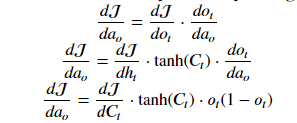 dJ/da_o = dJ/do_t · do_t/da_o
dJ/da_o = dJ/dh_t · tanh(C_t) · do_t/da_o
dJ/da_o = dJ/dC_t · tanh(C_t) · o_t(1 − o_t)